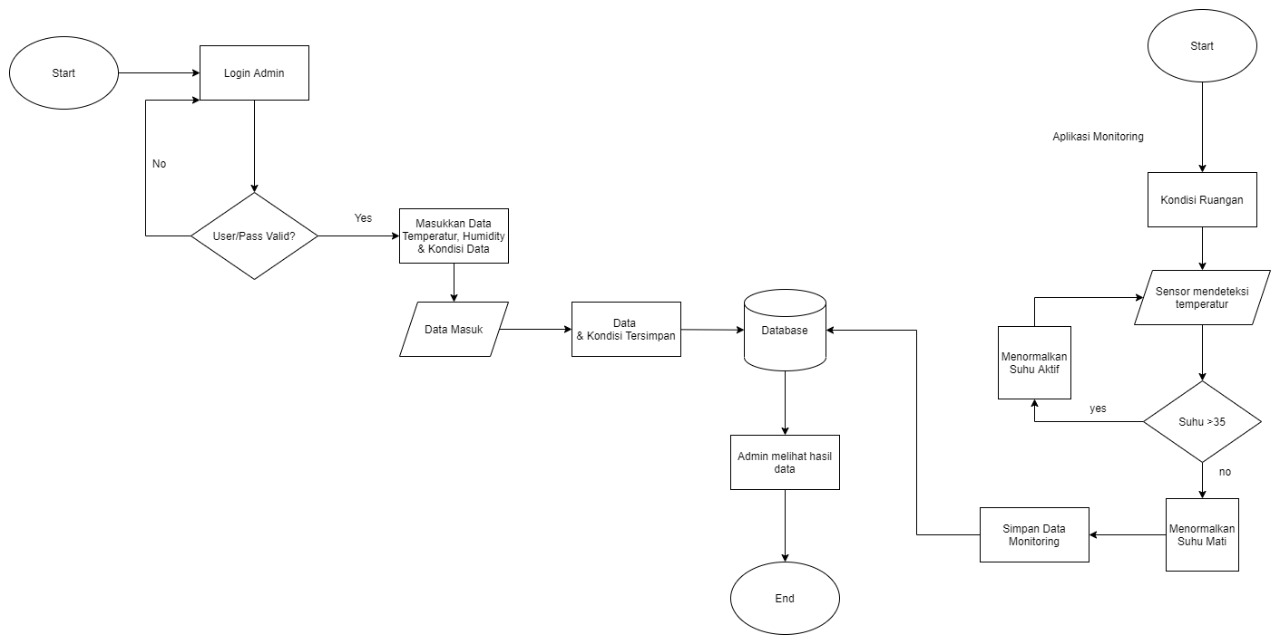 Start
Login Admin
No
User/Pass Valid?
Yes
Masukkan Data
Temperatur, Humidity
& Kondisi Data
Data Masuk
Data
& Kondisi Tersimpan
Database
Admin melihat hasil
data
End
Start
Aplikasi Monitoring
Kondisi Ruangan
Sensor mendeteksi
temperatur
Menormalkan
Suhu Aktif
yes
Suhu >35
no
Menormalkan
Suhu Mati
Simpan Data
Monitoring